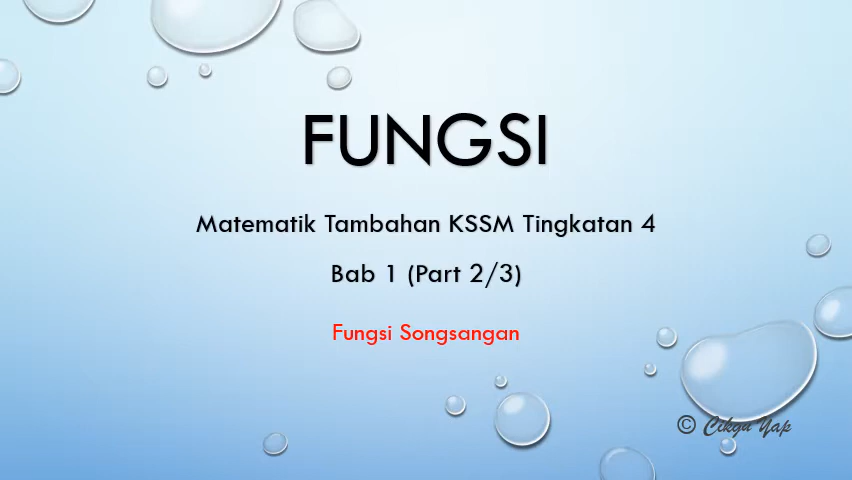 FUNGSI
Matematik Tambahan KSSM Tingkatan 4
Bab 1 (Part 2/3)
Fungsi Songsangan
© Cikgu Yap